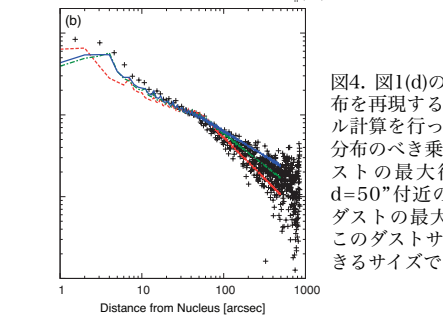 (b)
1 10 100 1000
Distance from Nucleus [arcsec]
図4. 図1(d)の
布を再現する
ル計算を行っ
分布のべき乗
ストの最大行
d=50”付近の
ダストの最大
このダストサ
きるサイズで